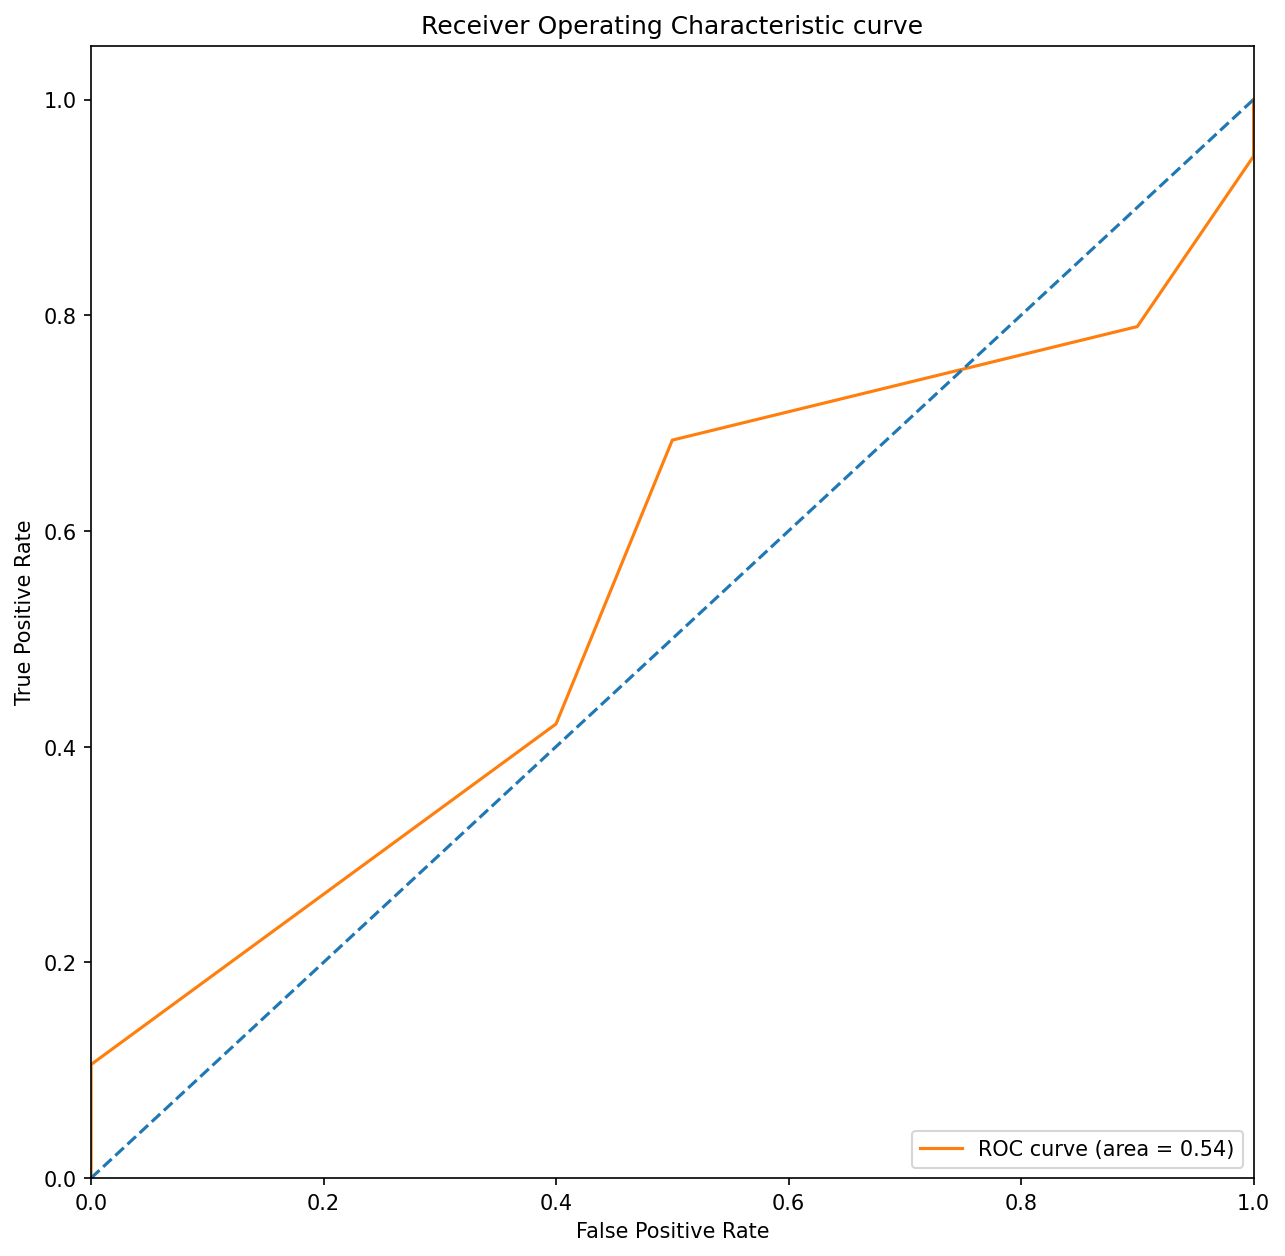 Receiver Operating Characteristic curve
1.0
0.8
0.6
0.4
0.2
0.0
True Positive Rate
ROC curve (area = 0.54)
0.0 0.2 0.4 0.6 0.8 1.0
False Positive Rate